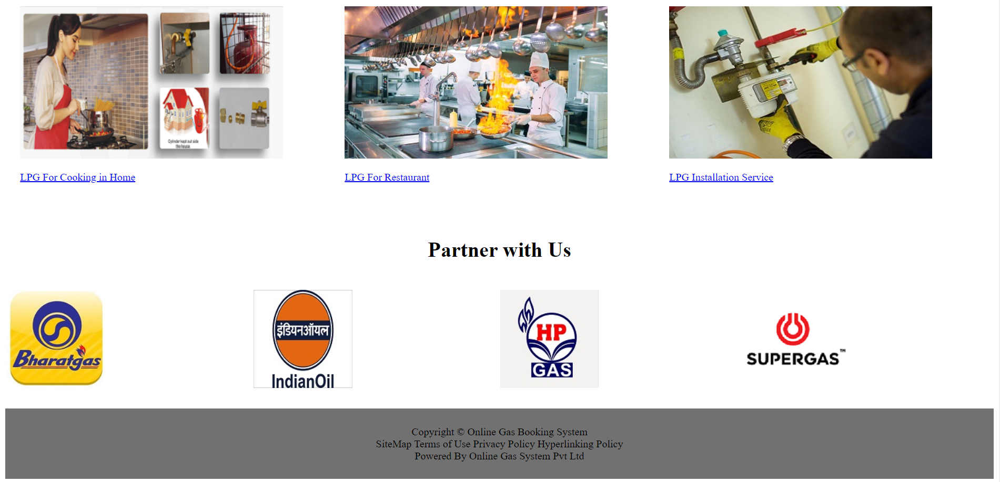 Cylinder kept out side
the house
LPG For Cooking in Home
LPG For Restaurant
LPG Installation Service
Partner with Us
Bharatgas
इंडियनऑयल
IndianOil
HP
GAS
SUPERGAS™
Copyright © Online Gas Booking System
SiteMap Terms of Use Privacy Policy Hyperlinking Policy
Powered By Online Gas System Pvt Ltd